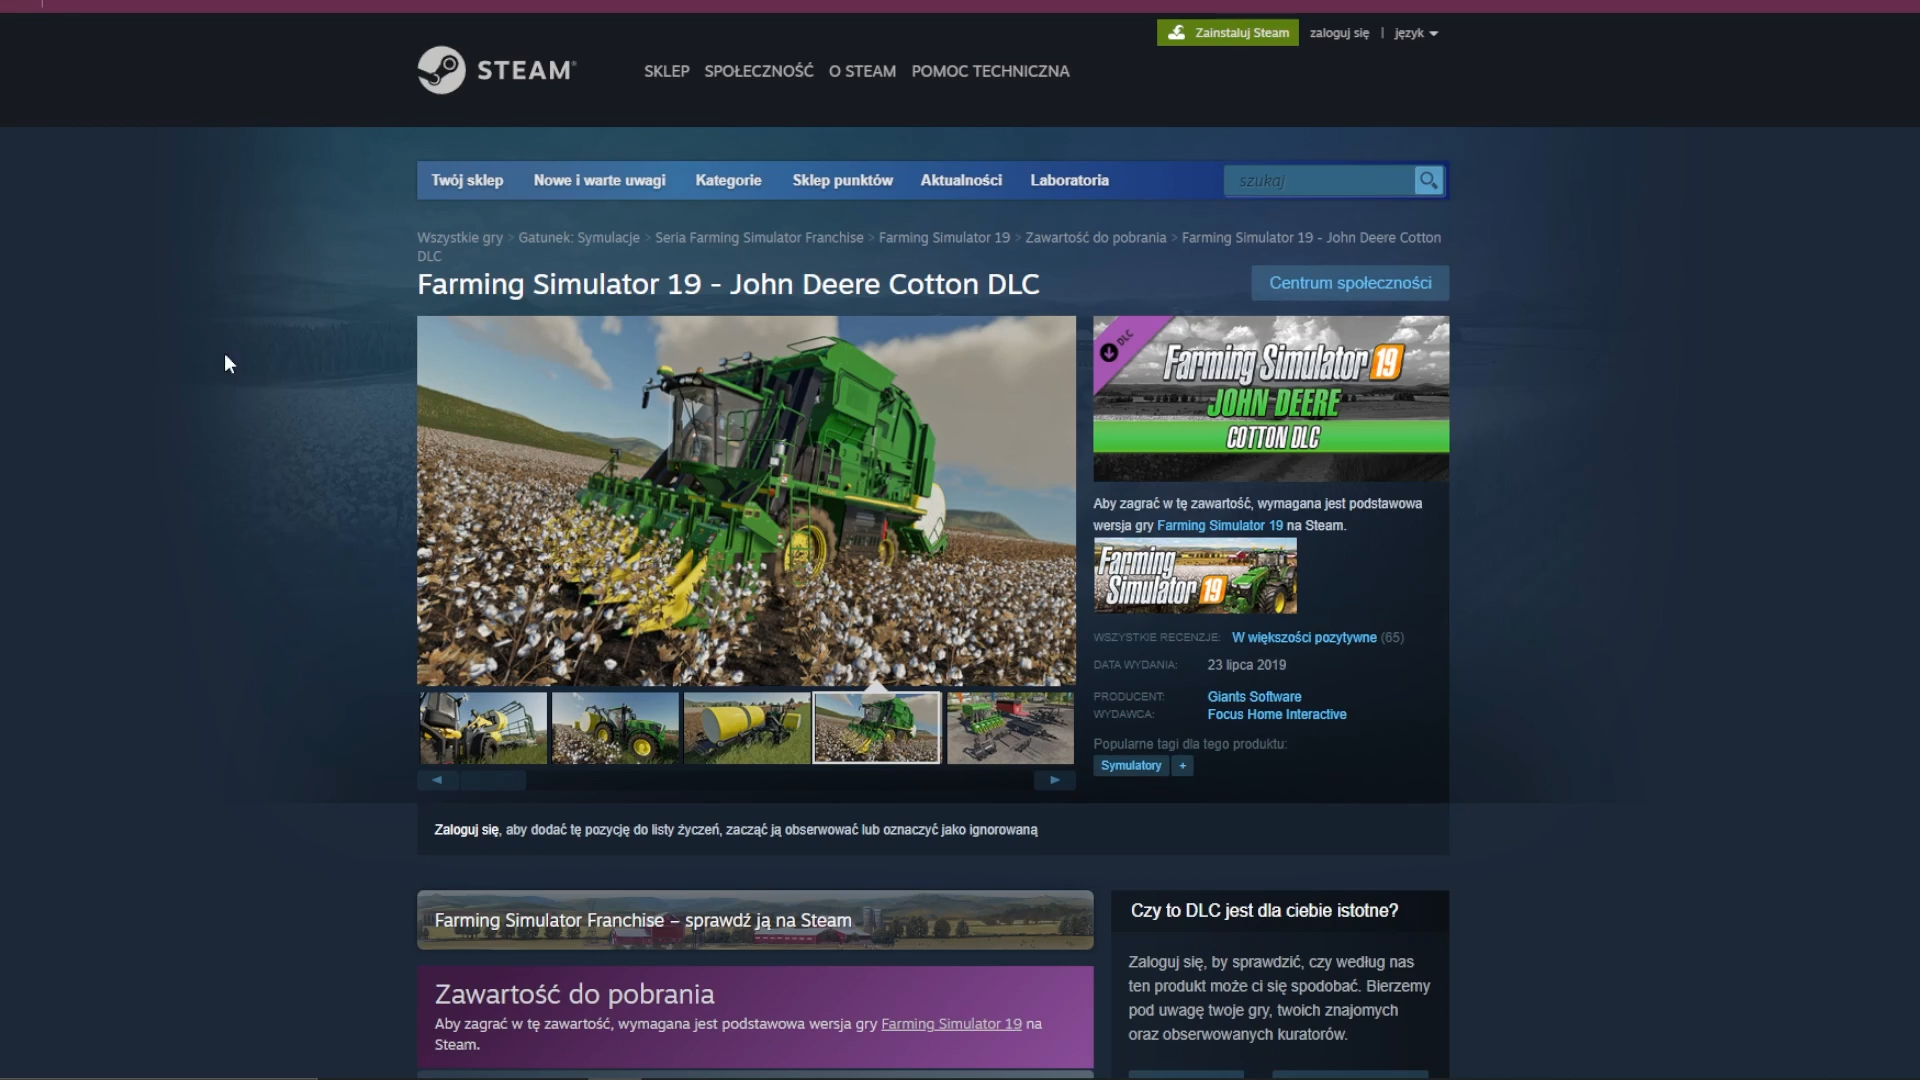 Zainstaluj Steam
zaloguj się | język
STEAM®
SKLEP SPOŁECZNOŚĆ O STEAM POMOC TECHNICZNA
Twój sklep Nowe i warte uwagi Kategorie Sklep punktów Aktualności Laboratoria szukaj
Wszystkie gry > Gatunek: Symulacje > Seria Farming Simulator Franchise > Farming Simulator 19 > Zawartość do pobrania > Farming Simulator 19 - John Deere Cotton
DLC
Farming Simulator 19 - John Deere Cotton DLC
Centrum społeczności
DLC
Farming Simulator 19
JOHN DEERE
COTTON DLC
Aby zagrać w tę zawartość, wymagana jest podstawowa
wersja gry Farming Simulator 19 na Steam.
Farming
Simulator 19
WSZYSTKIE RECENZJE: W większości pozytywne (65)
DATA WYDANIA: 23 lipca 2019
PRODUCENT: Giants Software
WYDAWCA: Focus Home Interactive
Popularne tagi dla tego produktu:
Symulatory +
Zaloguj się, aby dodać tę pozycję do listy życzeń, zacząć ją obserwować lub oznaczyć jako ignorowaną
Farming Simulator Franchise – sprawdź ją na Steam
Zawartość do pobrania
Aby zagrać w tę zawartość, wymagana jest podstawowa wersja gry Farming Simulator 19 na
Steam.
Czy to DLC jest dla ciebie istotne?
Zaloguj się, by sprawdzić, czy według nas
ten produkt może ci się spodobać. Bierzemy
pod uwagę twoje gry, twoich znajomych
oraz obserwowanych kuratorów.